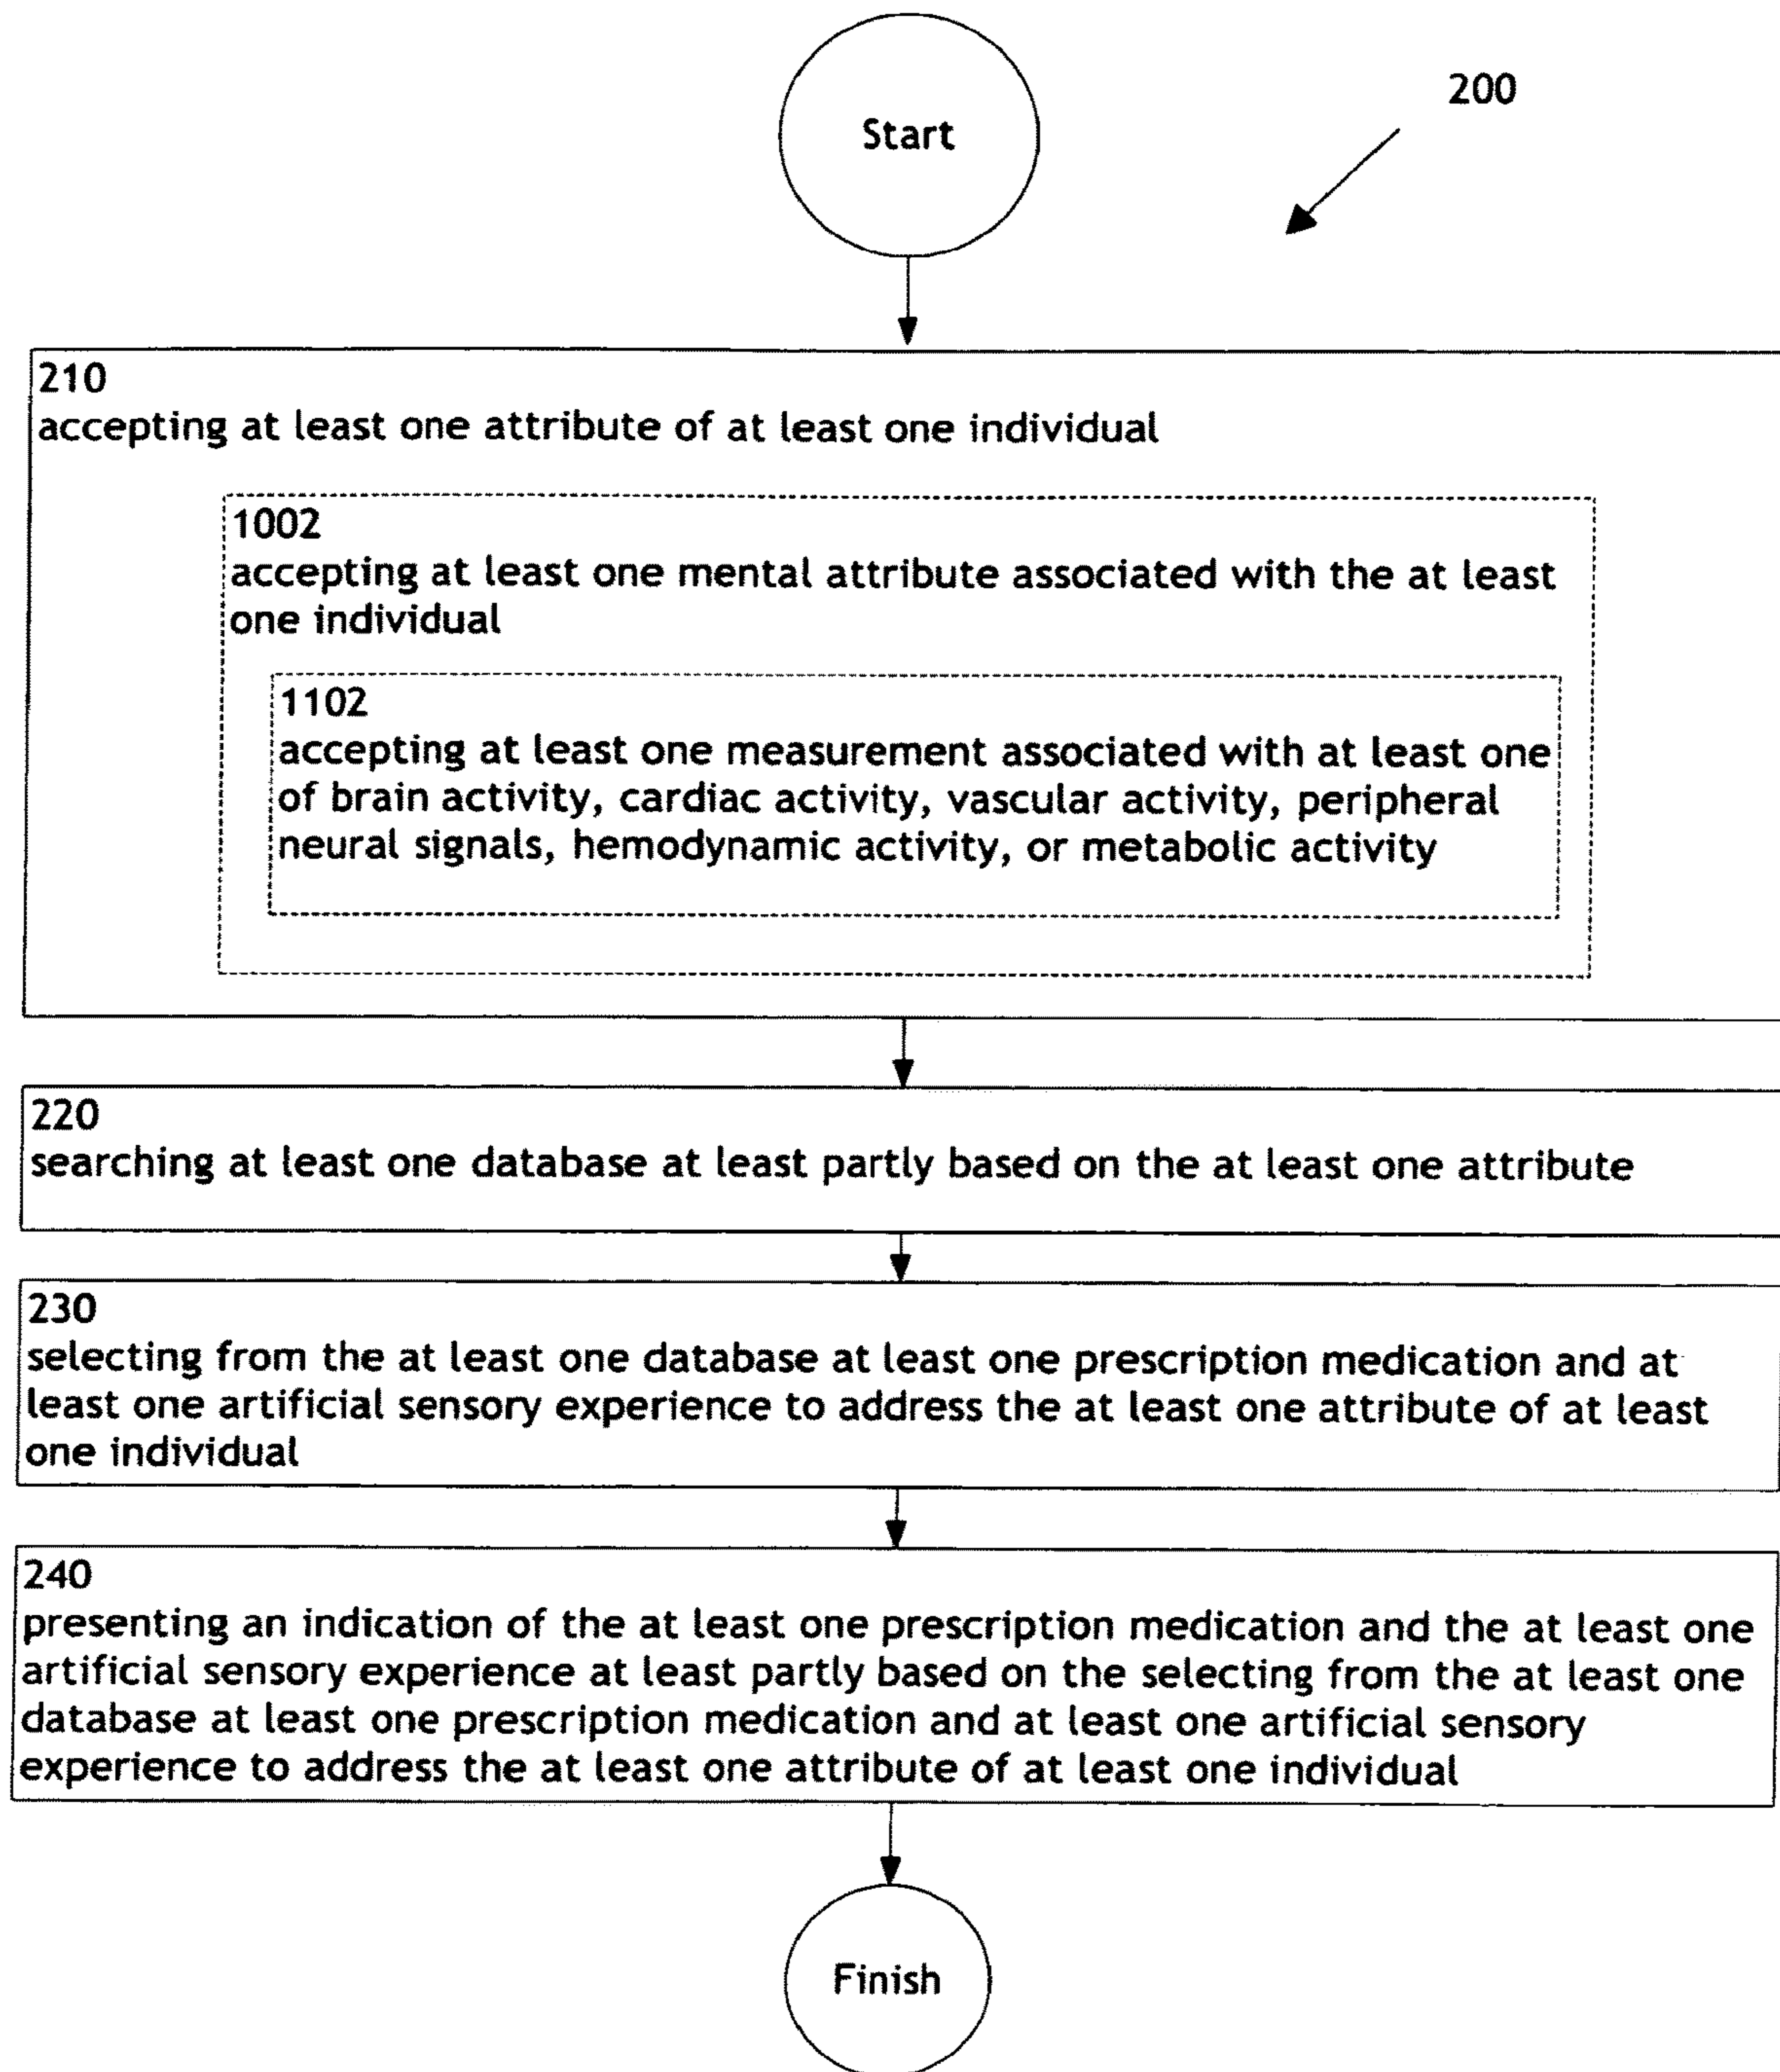 Start
200
210
accepting at least one attribute of at least one individual
1002
accepting at least one mental attribute associated with the at least
one individual
1102
accepting at least one measurement associated with at least one
of brain activity, cardiac activity, vascular activity, peripheral
neural signals, hemodynamic activity, or metabolic activity
220
searching at least one database at least partly based on the at least one attribute
230
selecting from the at least one database at least one prescription medication and at
least one artificial sensory experience to address the at least one attribute of at least
one individual
240
presenting an indication of the at least one prescription medication and the at least one
artificial sensory experience at least partly based on the selecting from the at least one
database at least one prescription medication and at least one artificial sensory
experience to address the at least one attribute of at least one individual
Finish